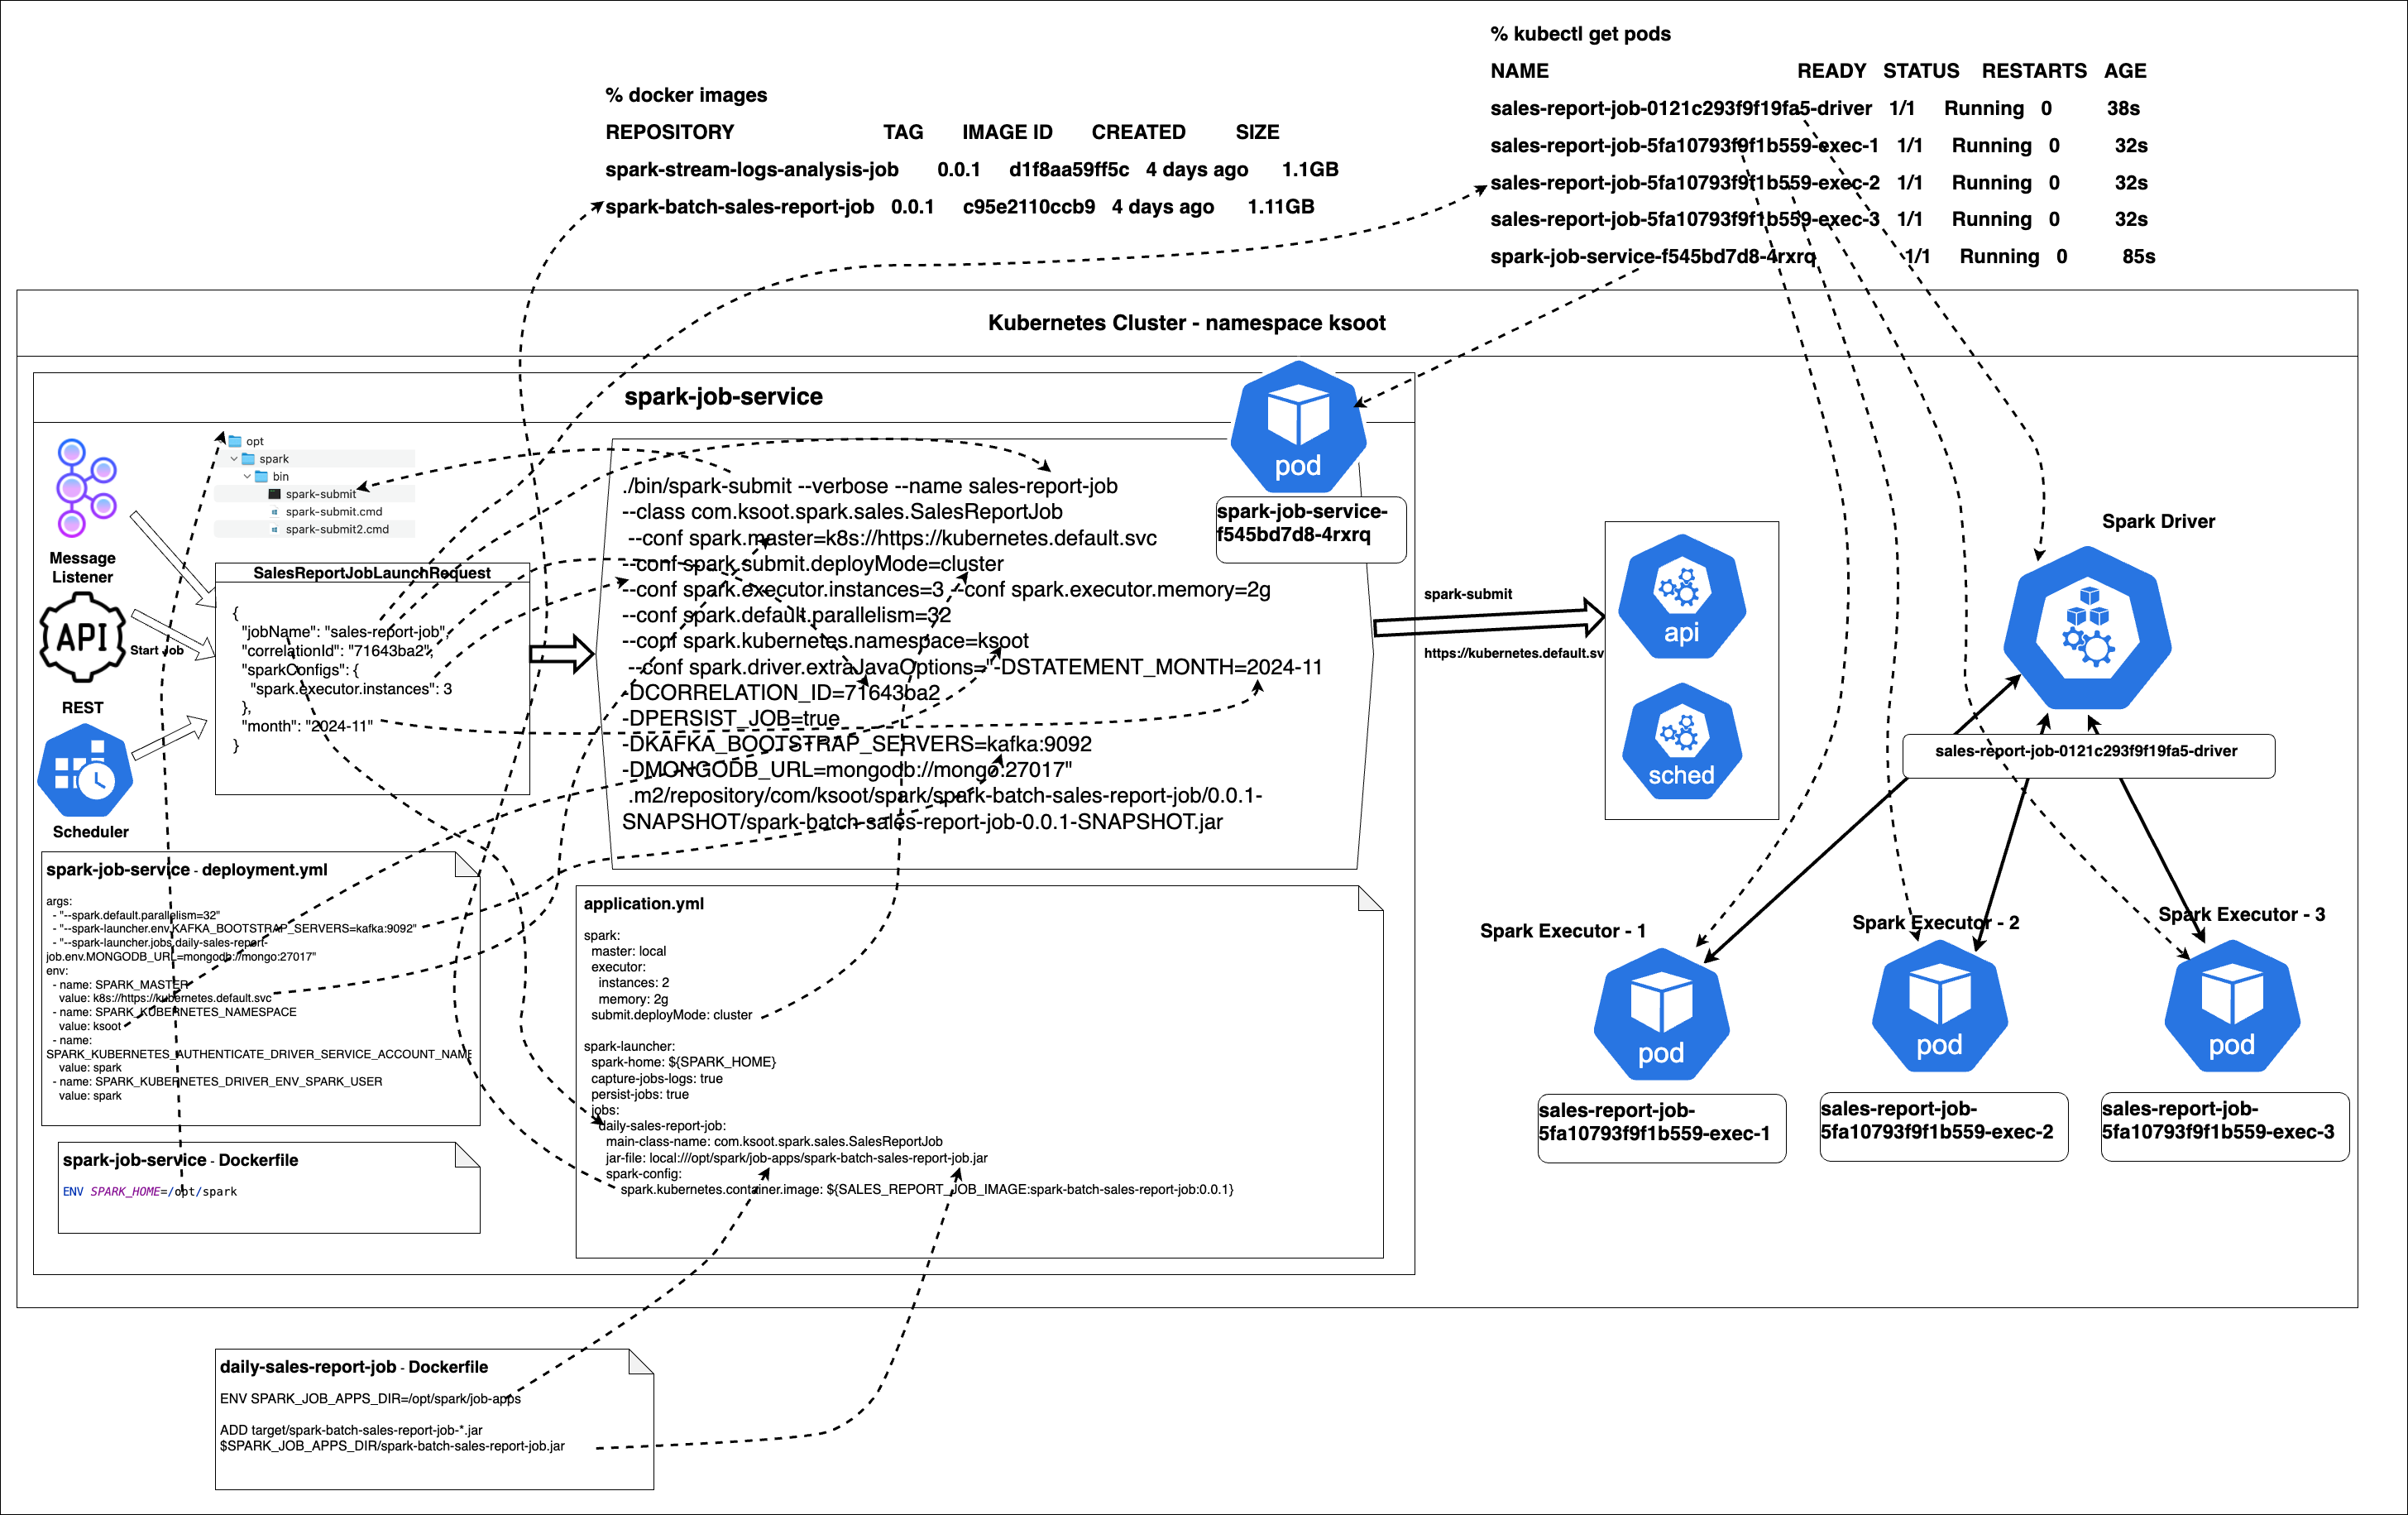 % kubectl get pods
NAME READY STATUS RESTARTS AGE
sales-report-job-0121c293f9f19fa5-driver 1/1 Running 0 38s
sales-report-job-5fa10793f9f1b559-exec-1 1/1 Running 0 32s
sales-report-job-5fa10793f9f1b559-exec-2 1/1 Running 0 32s
sales-report-job-5fa10793f9f1b559-exec-3 1/1 Running 0 32s
spark-job-service-f545bd7d8-4rxrq 1/1 Running 0 85s
% docker images
REPOSITORY TAG IMAGE ID CREATED SIZE
spark-stream-logs-analysis-job 0.0.1 d1f8aa59ff5c 4 days ago 1.1GB
spark-batch-sales-report-job 0.0.1 c95e2110ccb9 4 days ago 1.11GB
Kubernetes Cluster - namespace ksoot
spark-job-service
Message
Listener
API
REST
Scheduler
Start Job
opt
spark
bin
spark-submit
spark-submit.cmd
spark-submit2.cmd
SalesReportJobLaunchRequest
{
"jobName": "sales-report-job",
"correlationId": "71643ba2",
"sparkConfigs": {
"spark.executor.instances": 3
},
"month": "2024-11"
}
./bin/spark-submit --verbose --name sales-report-job
--class com.ksoot.spark.sales.SalesReportJob
--conf spark.master=k8s://https://kubernetes.default.svc
--conf spark.submit.deployMode=cluster
--conf spark.executor.instances=3 --conf spark.executor.memory=2g
--conf spark.default.parallelism=32
--conf spark.kubernetes.namespace=ksoot
--conf spark.driver.extraJavaOptions="-DSTATEMENT_MONTH=2024-11
-DCORRELATION_ID=71643ba2
-DPERSIST_JOB=true
-DKAFKA_BOOTSTRAP_SERVERS=kafka:9092
-DMONGODB_URL=mongodb://mongo:27017"
.m2/repository/com/ksoot/spark/spark-batch-sales-report-job/0.0.1-
SNAPSHOT/spark-batch-sales-report-job-0.0.1-SNAPSHOT.jar
pod
spark-job-service-
f545bd7d8-4rxrq
spark-submit
https://kubernetes.default.sv
api
sched
Spark Driver
sales-report-job-0121c293f9f19fa5-driver
Spark Executor - 1
pod
sales-report-job-
5fa10793f9f1b559-exec-1
Spark Executor - 2
pod
sales-report-job-
5fa10793f9f1b559-exec-2
Spark Executor - 3
pod
sales-report-job-
5fa10793f9f1b559-exec-3
spark-job-service - deployment.yml
args:
- "--spark.default.parallelism=32"
- "--spark-launcher.env.KAFKA_BOOTSTRAP_SERVERS=kafka:9092"
- "--spark-launcher.jobs.daily-sales-report-
job.env.MONGODB_URL=mongodb://mongo:27017"
env:
- name: SPARK_MASTER
value: k8s://https://kubernetes.default.svc
- name: SPARK_KUBERNETES_NAMESPACE
value: ksoot
- name:
SPARK_KUBERNETES_AUTHENTICATE_DRIVER_SERVICE_ACCOUNT_NAME
value: spark
- name: SPARK_KUBERNETES_DRIVER_ENV_SPARK_USER
value: spark
spark-job-service - Dockerfile
ENV SPARK_HOME=/opt/spark
application.yml
spark:
master: local
executor:
instances: 2
memory: 2g
submit.deployMode: cluster
spark-launcher:
spark-home: ${SPARK_HOME}
capture-jobs-logs: true
persist-jobs: true
jobs:
daily-sales-report-job:
main-class-name: com.ksoot.spark.sales.SalesReportJob
jar-file: local:///opt/spark/job-apps/spark-batch-sales-report-job.jar
spark-config:
spark.kubernetes.container.image: ${SALES_REPORT_JOB_IMAGE:spark-batch-sales-report-job:0.0.1}
daily-sales-report-job - Dockerfile
ENV SPARK_JOB_APPS_DIR=/opt/spark/job-apps
ADD target/spark-batch-sales-report-job-*.jar
$SPARK_JOB_APPS_DIR/spark-batch-sales-report-job.jar